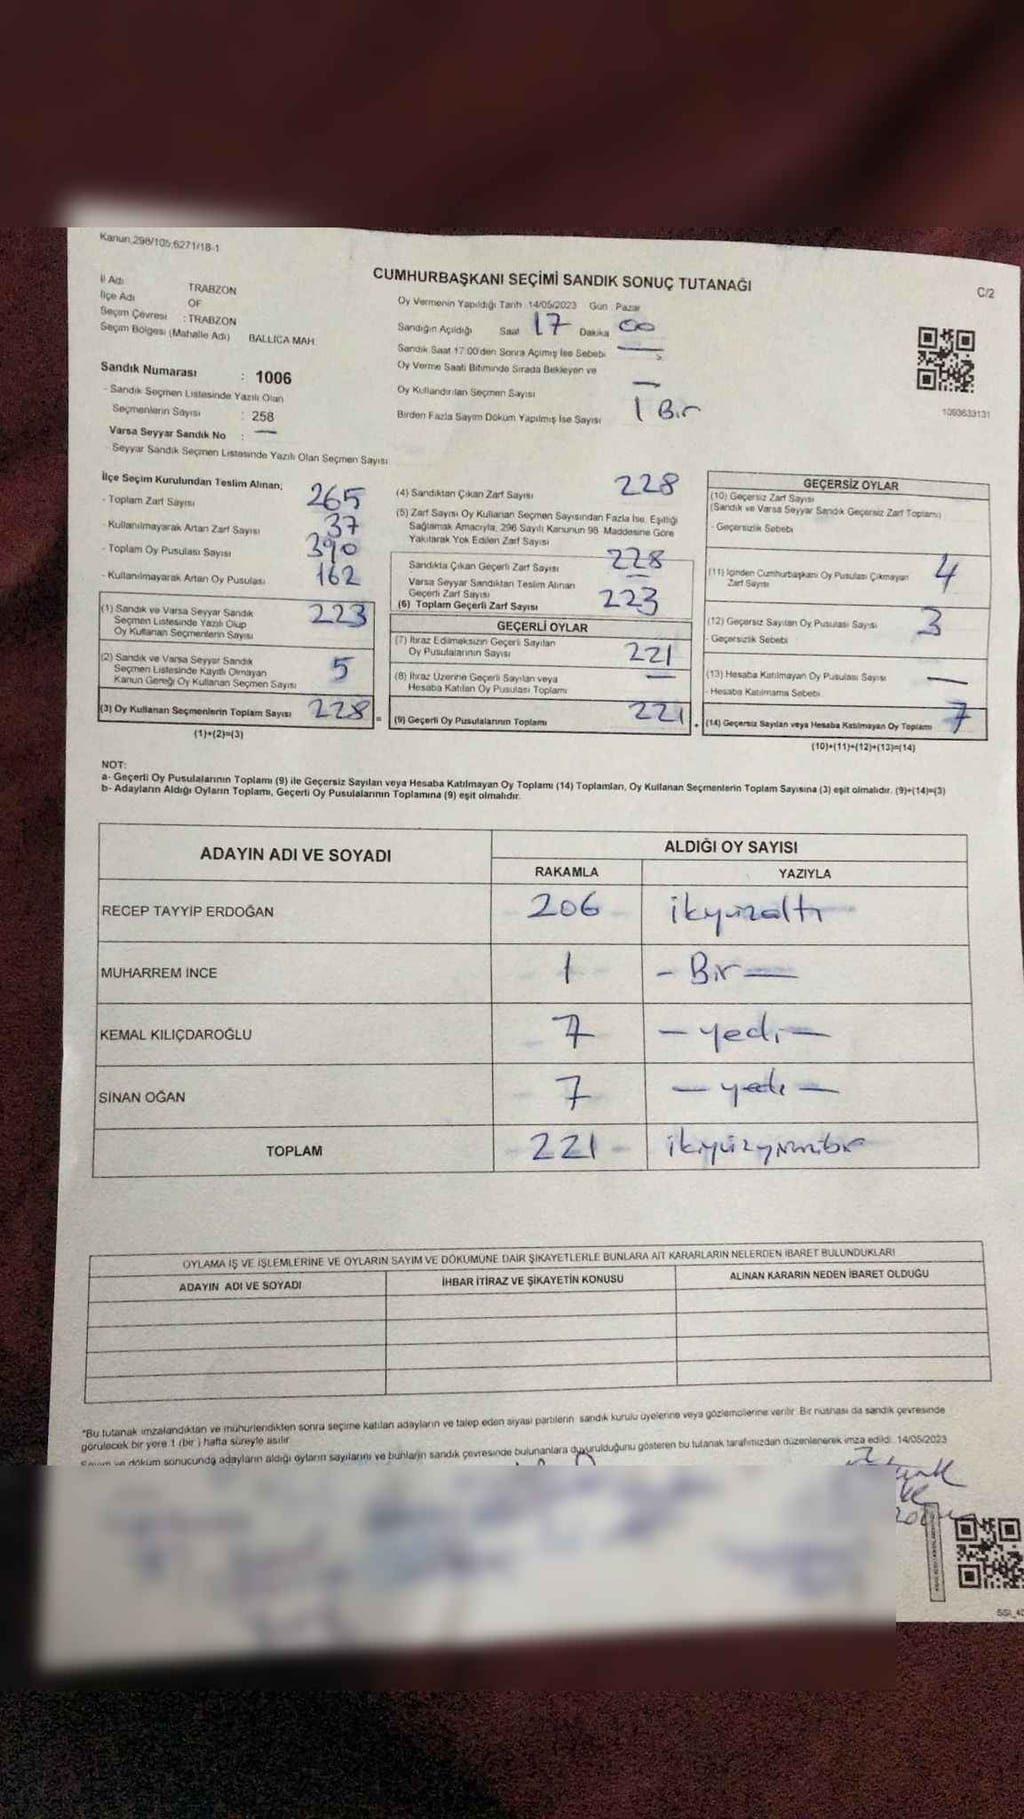 Kanun:298/105;6271/18-1
CUMHURBAŞKANI SEÇİMİ SANDIK SONUÇ TUTANAĞI
C/2
İl Adı TRABZON
İlçe Adı OF
Seçim Çevresi : TRABZON
Seçim Bölgesi (Mahalle Adı) BALLICA MAH.
Oy Vermenin Yapıldığı Tarih :14/05/2023 Gün : Pazar
Sandığın Açıldığı Saat 17 Dakika 00
Sandık Saat 17:00'den Sonra Açımış İse Sebebi —
Oy Verme Saati Bitiminde Sırada Bekleyen ve
Oy Kullandırılan Seçmen Sayısı —
Birden Fazla Sayım Döküm Yapılmış İse Sayısı 1 Bir
1093633131
Sandık Numarası : 1006
- Sandık Seçmen Listesinde Yazılı Olan
Seçmenlerin Sayısı : 258
Varsa Seyyar Sandık No : —
- Seyyar Sandık Seçmen Listesinde Yazılı Olan Seçmen Sayısı
İlçe Seçim Kurulundan Teslim Alınan;
- Toplam Zarf Sayısı 265
- Kullanılmayarak Artan Zarf Sayısı 37
- Toplam Oy Pusulası Sayısı 390
- Kullanılmayarak Artan Oy Pusulası 162
(1) Sandık ve Varsa Seyyar Sandık
Seçmen Listesinde Yazılı Olup
Oy Kullanan Seçmenlerin Sayısı 223
(2) Sandık ve Varsa Seyyar Sandık
Seçmen Listesinde Kayıtlı Olmayan
Kanun Gereği Oy Kullanan Seçmen Sayısı 5
(3) Oy Kullanan Seçmenlerin Toplam Sayısı 228 =
(1)+(2)=(3)
(4) Sandıktan Çıkan Zarf Sayısı 228
(5) Zarf Sayısı Oy Kullanan Seçmen Sayısından Fazla İse, Eşitliği
Sağlamak Amacıyla, 298 Sayılı Kanunun 98. Maddesine Göre
Yakılarak Yok Edilen Zarf Sayısı
Sandıkta Çıkan Geçerli Zarf Sayısı 228
Varsa Seyyar Sandıktan Teslim Alınan
Geçerli Zarf Sayısı —
(6) Toplam Geçerli Zarf Sayısı 223
GEÇERLİ OYLAR
(7) İtiraz Edilmeksizin Geçerli Sayılan
Oy Pusulalarının Sayısı 221
(8) İtiraz Üzerine Geçerli Sayılan veya
Hesaba Katılan Oy Pusulası Toplamı —
(9) Geçerli Oy Pusulalarının Toplamı 221 +
GEÇERSİZ OYLAR
(10) Geçersiz Zarf Sayısı
(Sandık ve Varsa Seyyar Sandık Geçersiz Zarf Toplamı)
- Geçersizlik Sebebi
(11) İçinden Cumhurbaşkanı Oy Pusulası Çıkmayan
Zarf Sayısı 4
(12) Geçersiz Sayılan Oy Pusulası Sayısı 3
- Geçersizlik Sebebi
(13) Hesaba Katılmayan Oy Pusulası Sayısı —
- Hesaba Katılmama Sebebi
(14) Geçersiz Sayılan veya Hesaba Katılmayan Oy Toplamı 7
(10)+(11)+(12)+(13)=(14)
NOT:
a- Geçerli Oy Pusulalarının Toplamı (9) ile Geçersiz Sayılan veya Hesaba Katılmayan Oy Toplamı (14) Toplamları, Oy Kullanan Seçmenlerin Toplam Sayısına (3) eşit olmalıdır. (9)+(14)=(3)
b- Adayların Aldığı Oyların Toplamı, Geçerli Oy Pusulalarının Toplamına (9) eşit olmalıdır.
ADAYIN ADI VE SOYADI ALDIĞI OY SAYISI
RAKAMLA YAZIYLA
RECEP TAYYİP ERDOĞAN 206 ikiyüzaltı
MUHARREM İNCE 1 - Bir —
KEMAL KILIÇDAROĞLU 7 — yedi —
SİNAN OĞAN 7 — yedi —
TOPLAM 221 ikiyüzyirmibir
OYLAMA İŞ VE İŞLEMLERİNE VE OYLARIN SAYIM VE DÖKÜMÜNE DAİR ŞİKAYETLERLE BUNLARA AİT KARARLARIN NELERDEN İBARET BULUNDUKLARI
ADAYIN ADI VE SOYADI İHBAR İTİRAZ VE ŞİKAYETİN KONUSU ALINAN KARARIN NEDEN İBARET OLDUĞU
*Bu tutanak imzalandıktan ve mühürlendikten sonra seçime katılan adayların ve talep eden siyasi partilerin sandık kurulu üyelerine veya gözlemcilerine verilir. Bir nüshası da sandık çevresinde
görülecek bir yere 1 (bir) hafta süreyle asılır.
Sayım ve döküm sonucunda adayların aldığı oyların sayılarını ve bunların sandık çevresinde bulunanlara duyurulduğunu gösteren bu tutanak tarafımızdan düzenlenerek imza edildi. 14/05/2023